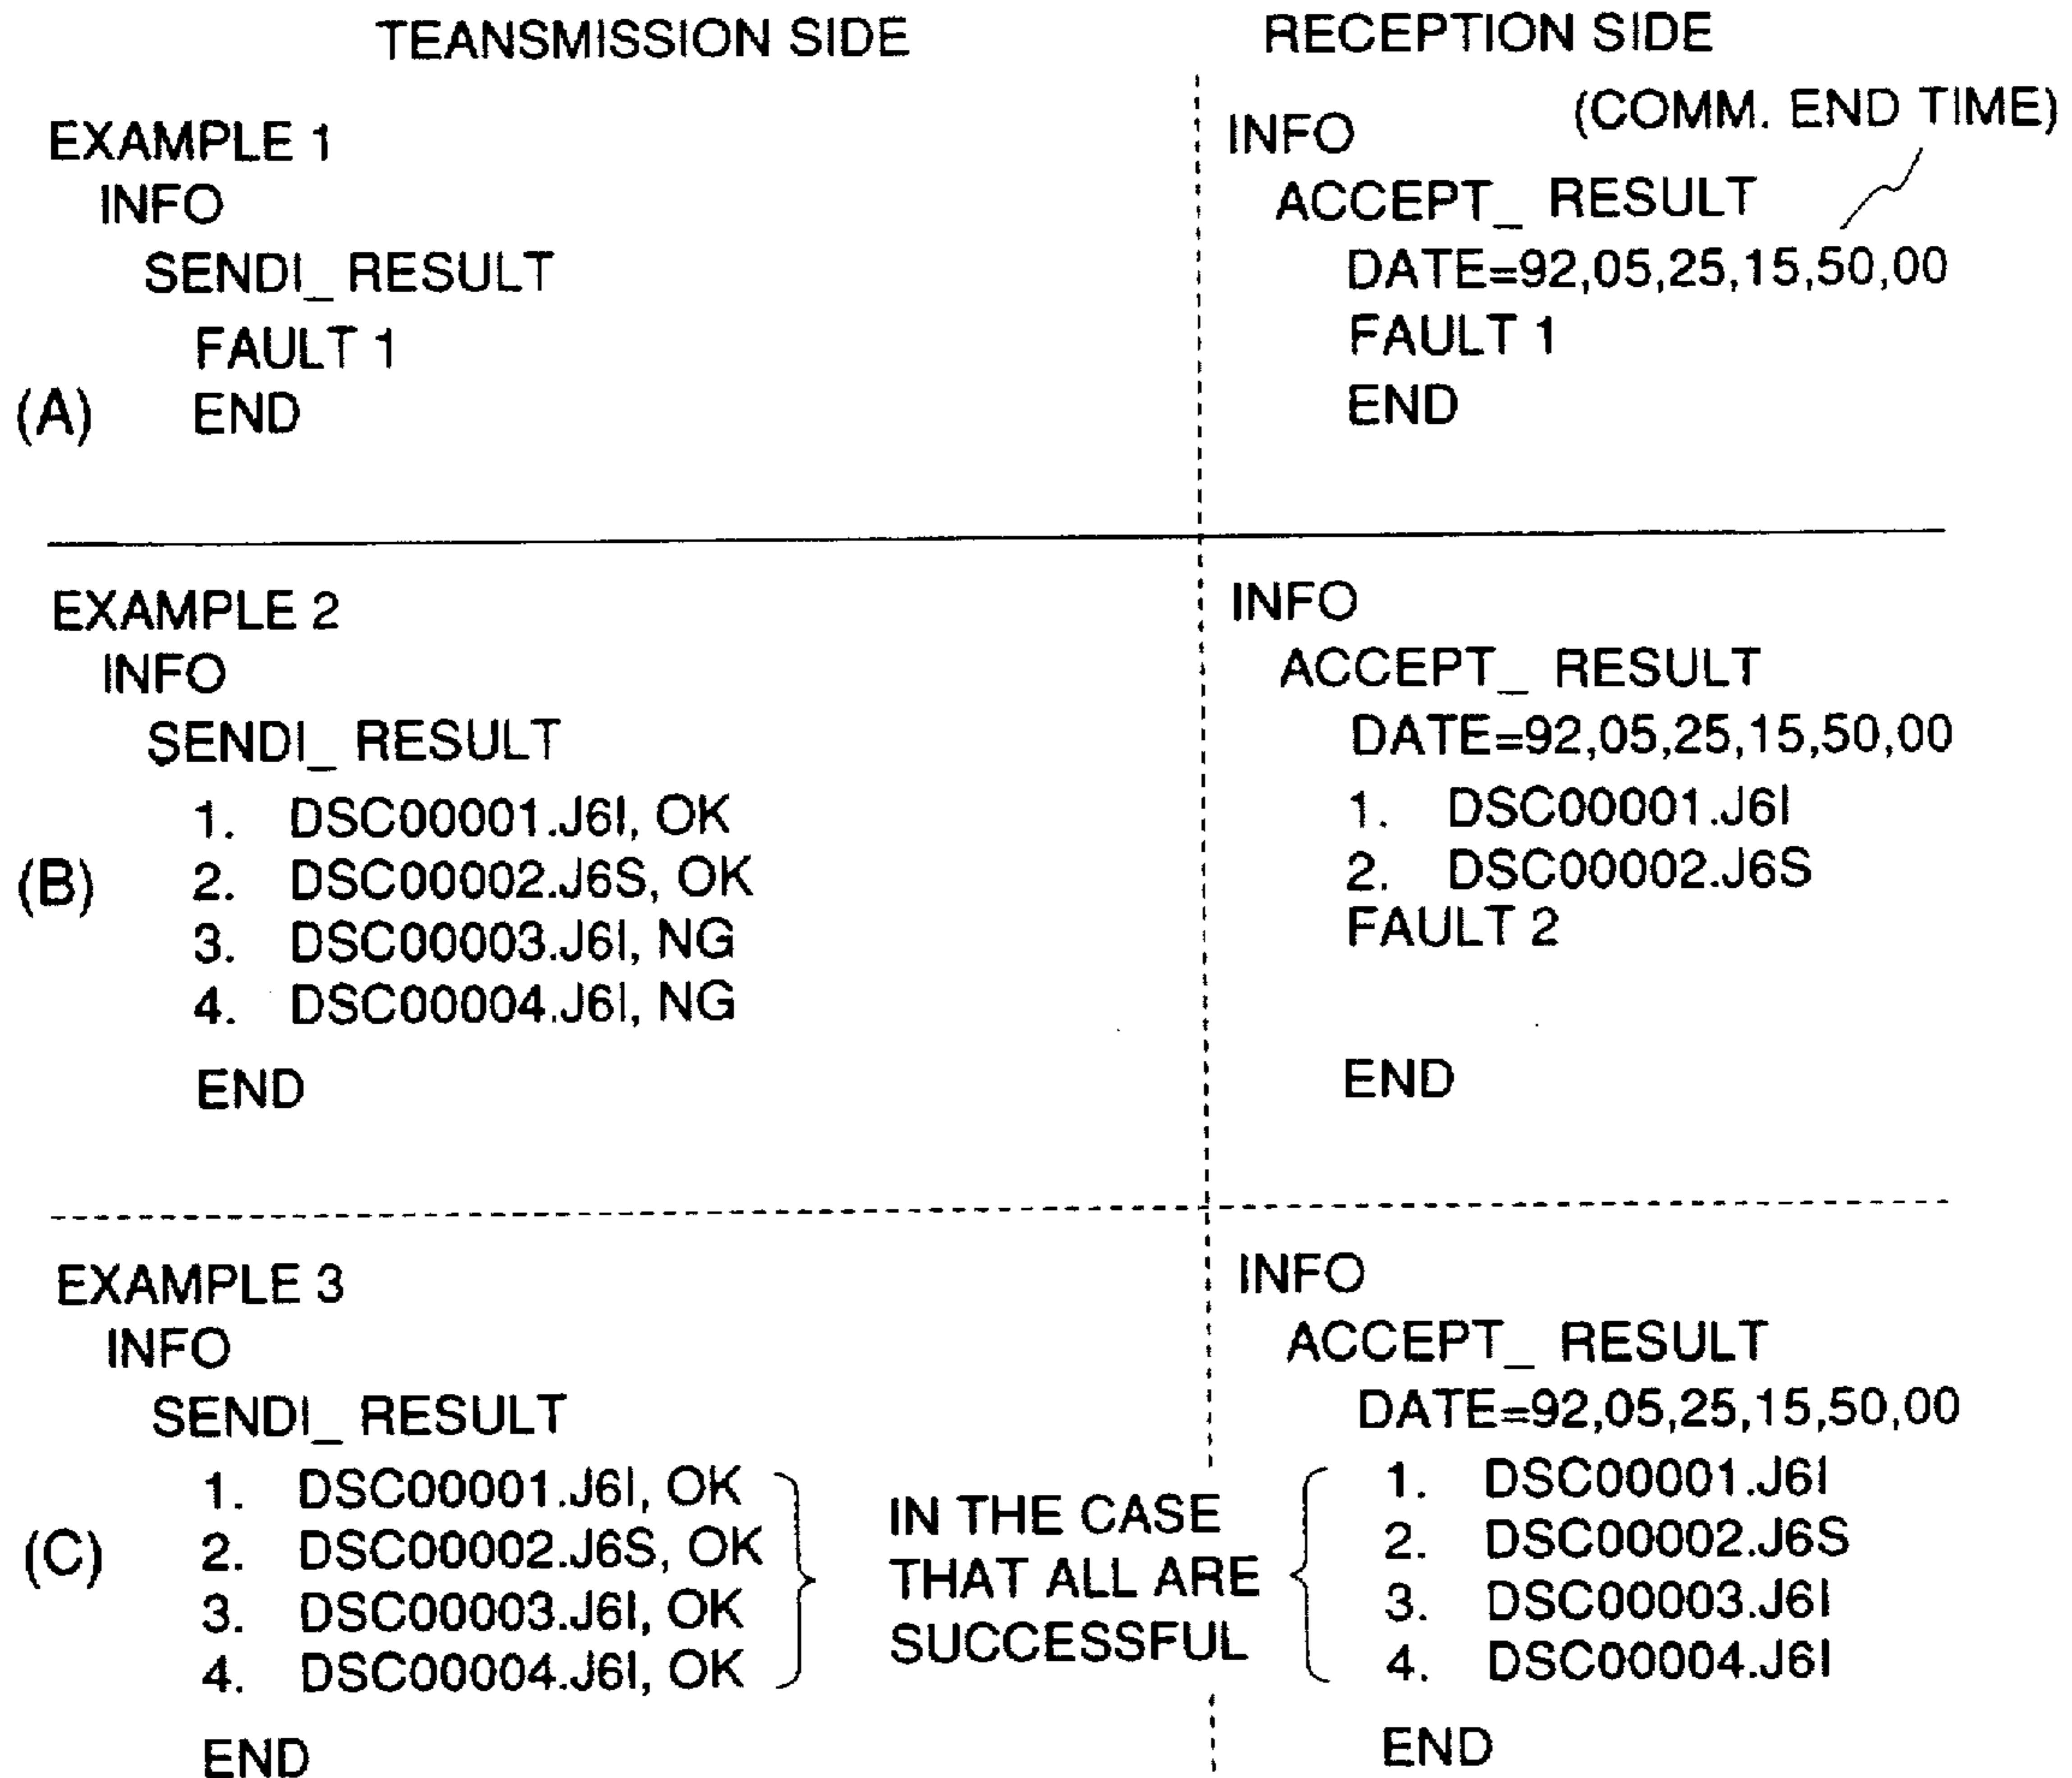 TEANSMISSION SIDE
RECEPTION SIDE
EXAMPLE 1
INFO
SENDI_ RESULT
FAULT 1
(A) END
(COMM. END TIME)
INFO
ACCEPT_ RESULT
DATE=92,05,25,15,50,00
FAULT 1
END
EXAMPLE 2
INFO
SENDI_ RESULT
1. DSC00001.J6I, OK
(B) 2. DSC00002.J6S, OK
3. DSC00003.J6I, NG
4. DSC00004.J6I, NG
END
INFO
ACCEPT_ RESULT
DATE=92,05,25,15,50,00
1. DSC00001.J6I
2. DSC00002.J6S
FAULT 2
END
EXAMPLE 3
INFO
SENDI_ RESULT
1. DSC00001.J6I, OK
(C) 2. DSC00002.J6S, OK
3. DSC00003.J6I, OK
4. DSC00004.J6I, OK
END
IN THE CASE
THAT ALL ARE
SUCCESSFUL
INFO
ACCEPT_ RESULT
DATE=92,05,25,15,50,00
1. DSC00001.J6I
2. DSC00002.J6S
3. DSC00003.J6I
4. DSC00004.J6I
END